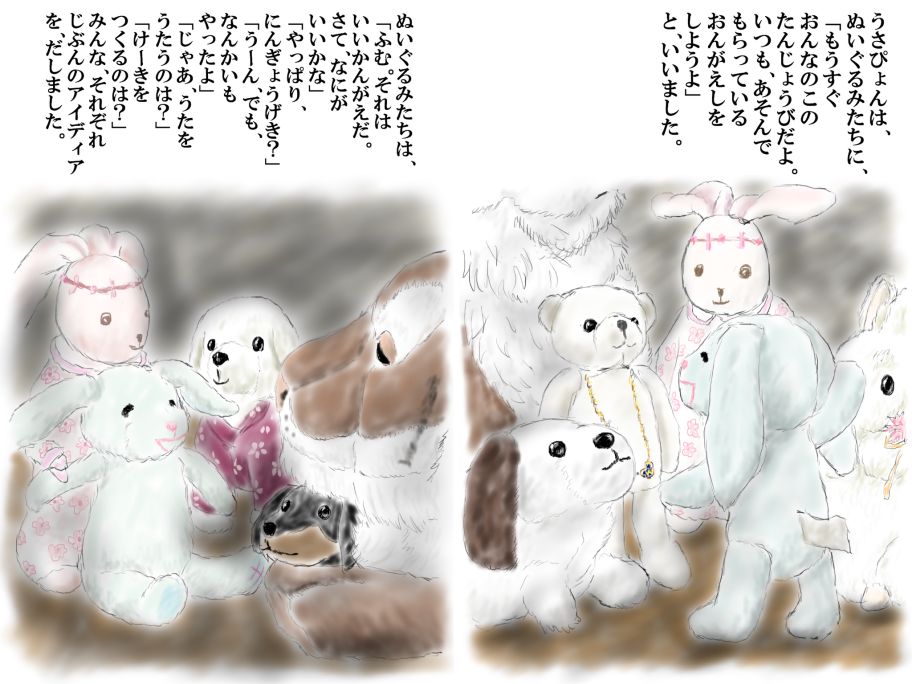 うさぴょんは、
ぬいぐるみたちに、
「もうすぐ
おんなのこの
たんじょうびだよ。
いつも、あそんで
もらっている
おんがえしを
しようよ」
と、いいました。
ぬいぐるみたちは、
「ふむ。それは
いいかんがえだ。
さて、なにが
いいかな」
「やっぱり、
にんぎょうげき?」
「うーん、でも、
なんかいも
やったよ」
「じゃあ、うたを
うたうのは?」
「けーきを
つくるのは?」
みんな、それぞれ
じぶんのアイディア
を、だしました。